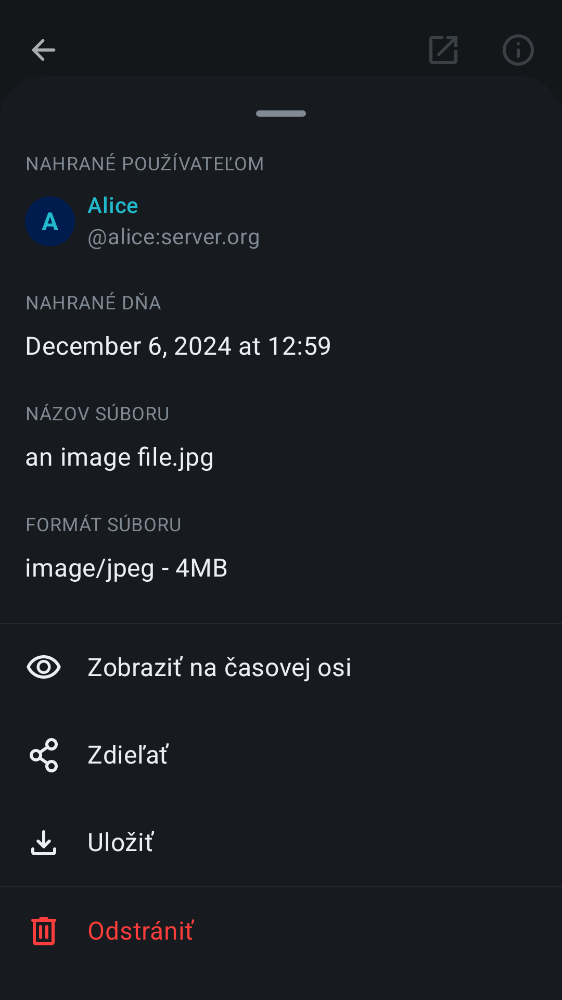 NAHRANÉ POUŽÍVATEĽOM
A
Alice
@alice:server.org
NAHRANÉ DŇA
December 6, 2024 at 12:59
NÁZOV SÚBORU
an image file.jpg
FORMÁT SÚBORU
image/jpeg - 4MB
Zobraziť na časovej osi
Zdieľať
Uložiť
Odstrániť